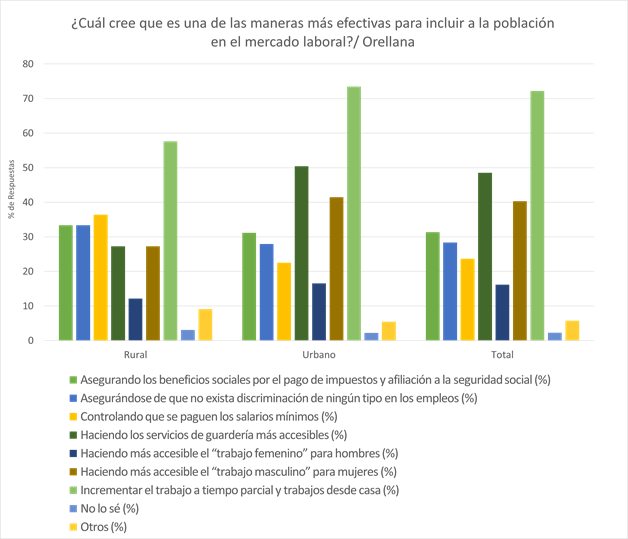 ¿Cuál cree que es una de las maneras más efectivas para incluir a la población
en el mercado laboral?/ Orellana
80
70
60
50
40
30
20
10
0
% de Respuestas
Rural
Urbano
Total
Asegurando los beneficios sociales por el pago de impuestos y afiliación a la seguridad social (%)
Asegurándose de que no exista discriminación de ningún tipo en los empleos (%)
Controlando que se paguen los salarios mínimos (%)
Haciendo los servicios de guardería más accesibles (%)
Haciendo más accesible el “trabajo femenino” para hombres (%)
Haciendo más accesible el “trabajo masculino” para mujeres (%)
Incrementar el trabajo a tiempo parcial y trabajos desde casa (%)
No lo sé (%)
Otros (%)